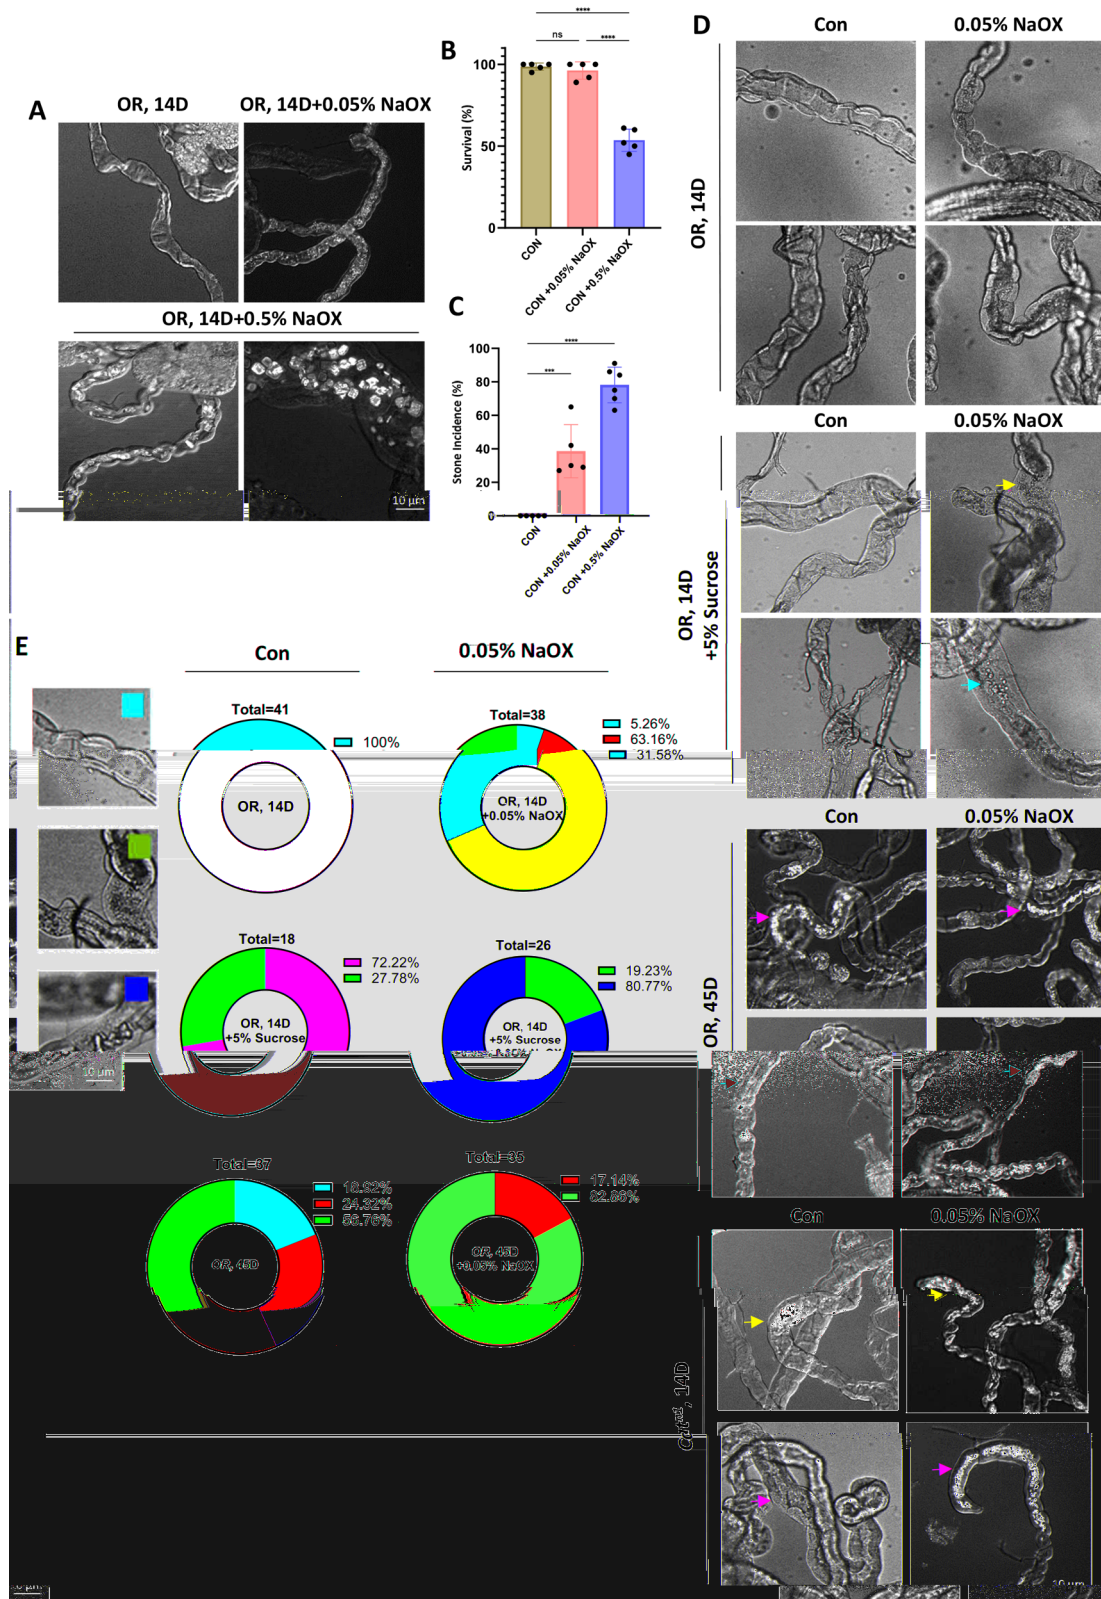 A
OR, 14D
OR, 14D+0.05% NaOX
OR, 14D+0.5% NaOX
10 µm
B
****
ns
****
Survival (%)
100
50
0
CON
CON +0.05% NaOX
CON +0.5% NaOX
C
****
***
Stone Incidence (%)
100
80
60
40
20
0
CON
CON +0.05% NaOX
CON +0.5% NaOX
D
Con
0.05% NaOX
OR, 14D
Con
0.05% NaOX
OR, 14D
+5% Sucrose
Con
0.05% NaOX
OR, 45D
Con
0.05% NaOX
, 14D
10 µm
E
Con
0.05% NaOX
10 µm
Total=41
100%
OR, 14D
Total=38
5.26%
63.16%
31.58%
OR, 14D
+0.05% NaOX
Total=18
72.22%
27.78%
OR, 14D
+5% Sucrose
Total=26
19.23%
80.77%
OR, 14D
+5% Sucrose
Total=37
18.92%
24.32%
56.76%
OR, 45D
Total=35
17.14%
82.86%
OR, 45D
+0.05% NaOX